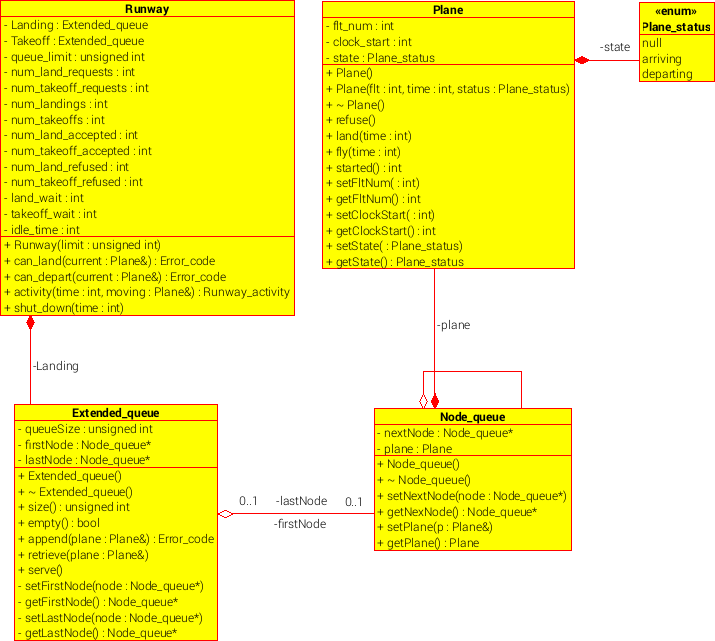 Runway
- Landing : Extended_queue
- Takeoff : Extended_queue
- queue_limit : unsigned int
- num_land_requests : int
- num_takeoff_requests : int
- num_landings : int
- num_takeoffs : int
- num_land_accepted : int
- num_takeoff_accepted : int
- num_land_refused : int
- num_takeoff_refused : int
- land_wait : int
- takeoff_wait : int
- idle_time : int
+ Runway(limit : unsigned int)
+ can_land(current : Plane&) : Error_code
+ can_depart(current : Plane&) : Error_code
+ activity(time : int, moving : Plane&) : Runway_activity
+ shut_down(time : int)
Plane
- flt_num : int
- clock_start : int
- state : Plane_status
+ Plane()
+ Plane(flt : int, time : int, status : Plane_status)
+ ~ Plane()
+ refuse()
+ land(time : int)
+ fly(time : int)
+ started() : int
+ setFltNum( : int)
+ getFltNum() : int
+ setClockStart( : int)
+ getClockStart() : int
+ setState( : Plane_status)
+ getState() : Plane_status
-state
«enum»
Plane_status
null
arriving
departing
-plane
-Landing
Extended_queue
- queueSize : unsigned int
- firstNode : Node_queue*
- lastNode : Node_queue*
+ Extended_queue()
+ ~ Extended_queue()
+ size() : unsigned int
+ empty() : bool
+ append(plane : Plane&) : Error_code
+ retrieve(plane : Plane&)
+ serve()
- setFirstNode(node : Node_queue*)
- getFirstNode() : Node_queue*
- setLastNode(node : Node_queue*)
- getLastNode() : Node_queue*
0..1 -lastNode 0..1
-firstNode
Node_queue
- nextNode : Node_queue*
- plane : Plane
+ Node_queue()
+ ~ Node_queue()
+ setNextNode(node : Node_queue*)
+ getNexNode() : Node_queue*
+ setPlane(p : Plane&)
+ getPlane() : Plane